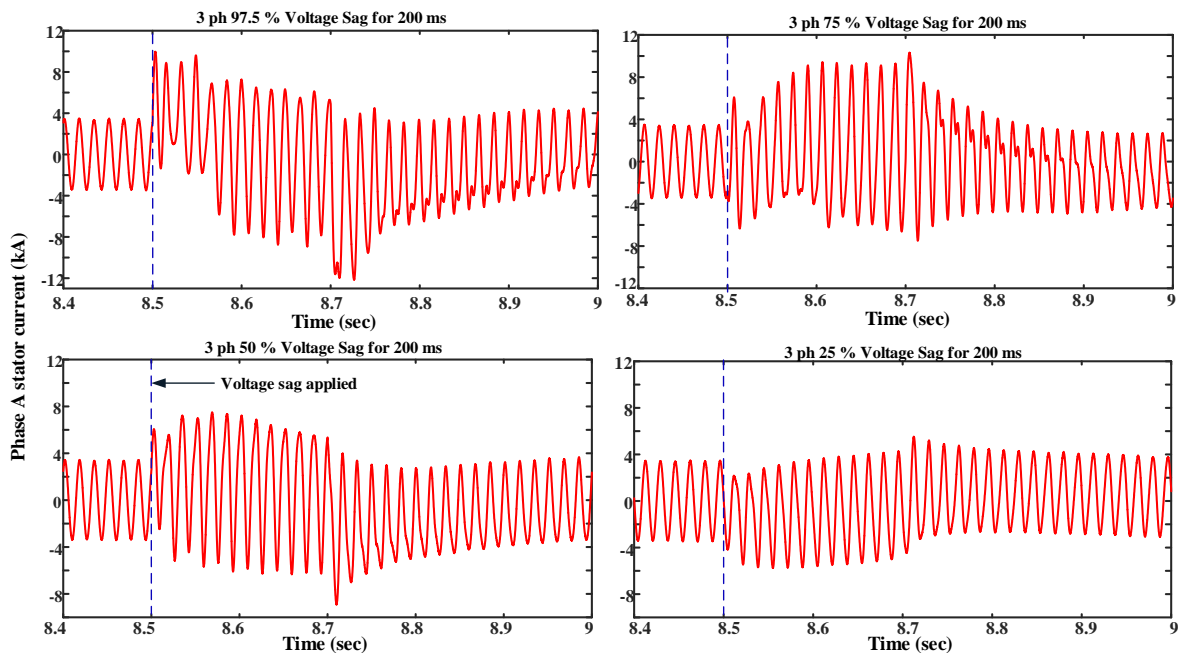 3 ph 97.5 % Voltage Sag for 200 ms
12
8
4
0
-4
-8
-12
8.4 8.5 8.6 8.7 8.8 8.9 9
Time (sec)
3 ph 75 % Voltage Sag for 200 ms
12
8
4
0
-4
-8
-12
8.4 8.5 8.6 8.7 8.8 8.9 9
Time (sec)
Phase A stator current (kA)
3 ph 50 % Voltage Sag for 200 ms
Voltage sag applied
12
8
4
0
-4
-8
8.4 8.5 8.6 8.7 8.8 8.9 9
Time (sec)
3 ph 25 % Voltage Sag for 200 ms
12
8
4
0
-4
-8
8.4 8.5 8.6 8.7 8.8 8.9 9
Time (sec)